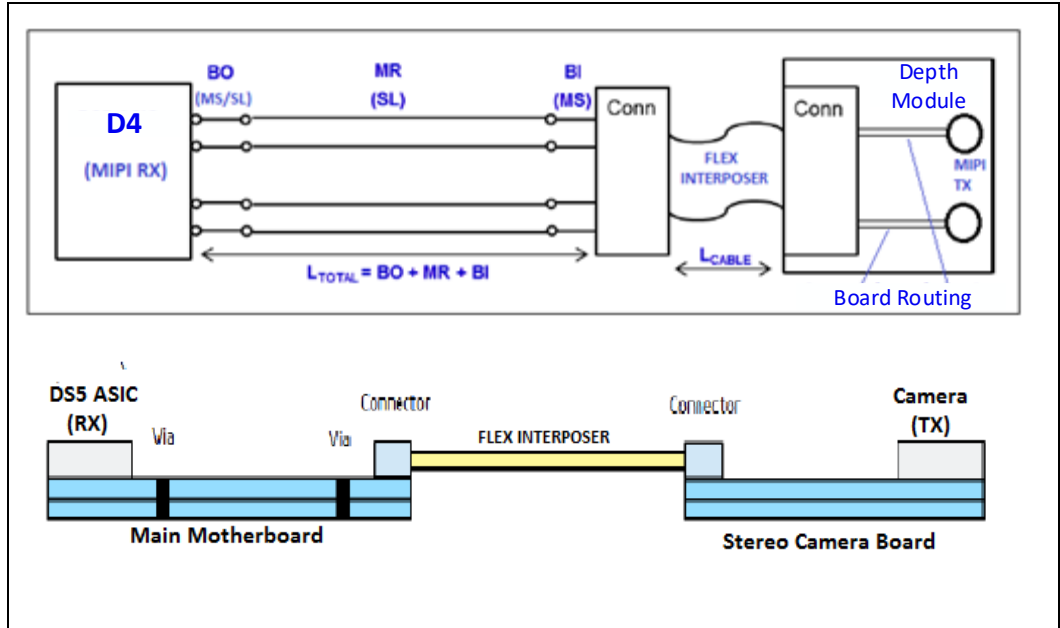 BO
(MS/SL)
MR
(SL)
BI
(MS)
D4
(MIPI RX)
Conn
FLEX
INTERPOSER
Conn
Depth
Module
MIPI
TX
L_TOTAL = BO + MR + BI
L_CABLE
Board Routing
DS5 ASIC
(RX)
Via
Via
Connector
FLEX INTERPOSER
Connector
Camera
(TX)
Main Motherboard
Stereo Camera Board